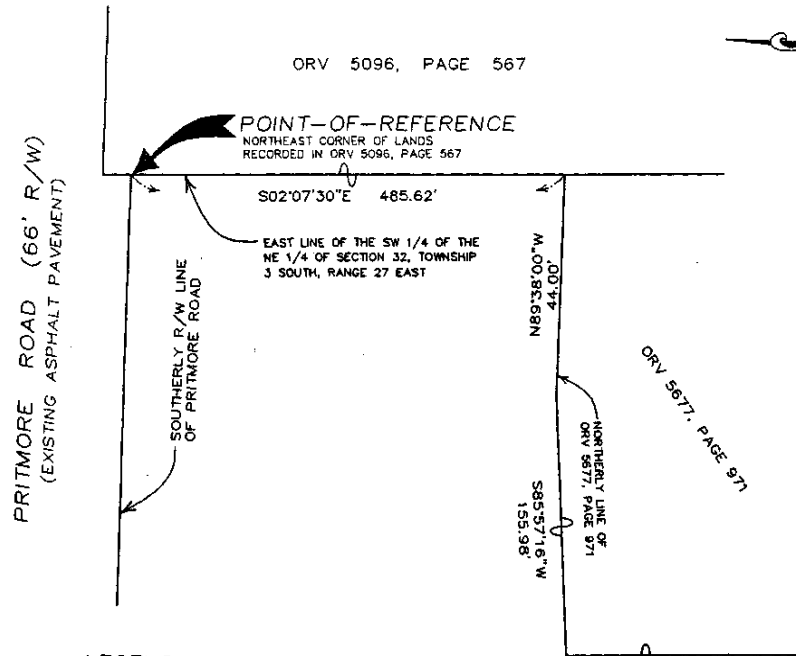 ORV 5096, PAGE 567
POINT-OF-REFERENCE
NORTHEAST CORNER OF LANDS
RECORDED IN ORV 5096, PAGE 567
S02°07'30"E 485.62'
EAST LINE OF THE SW 1/4 OF THE
NE 1/4 OF SECTION 32, TOWNSHIP
3 SOUTH, RANGE 27 EAST
PRITMORE ROAD (66' R/W)
(EXISTING ASPHALT PAVEMENT)
SOUTHERLY R/W LINE
OF PRITMORE ROAD
N89°38'00"W
44.00'
ORV 5677, PAGE 971
NORTHERLY LINE OF
ORV 5677, PAGE 971
S85°57'16"W
155.98'